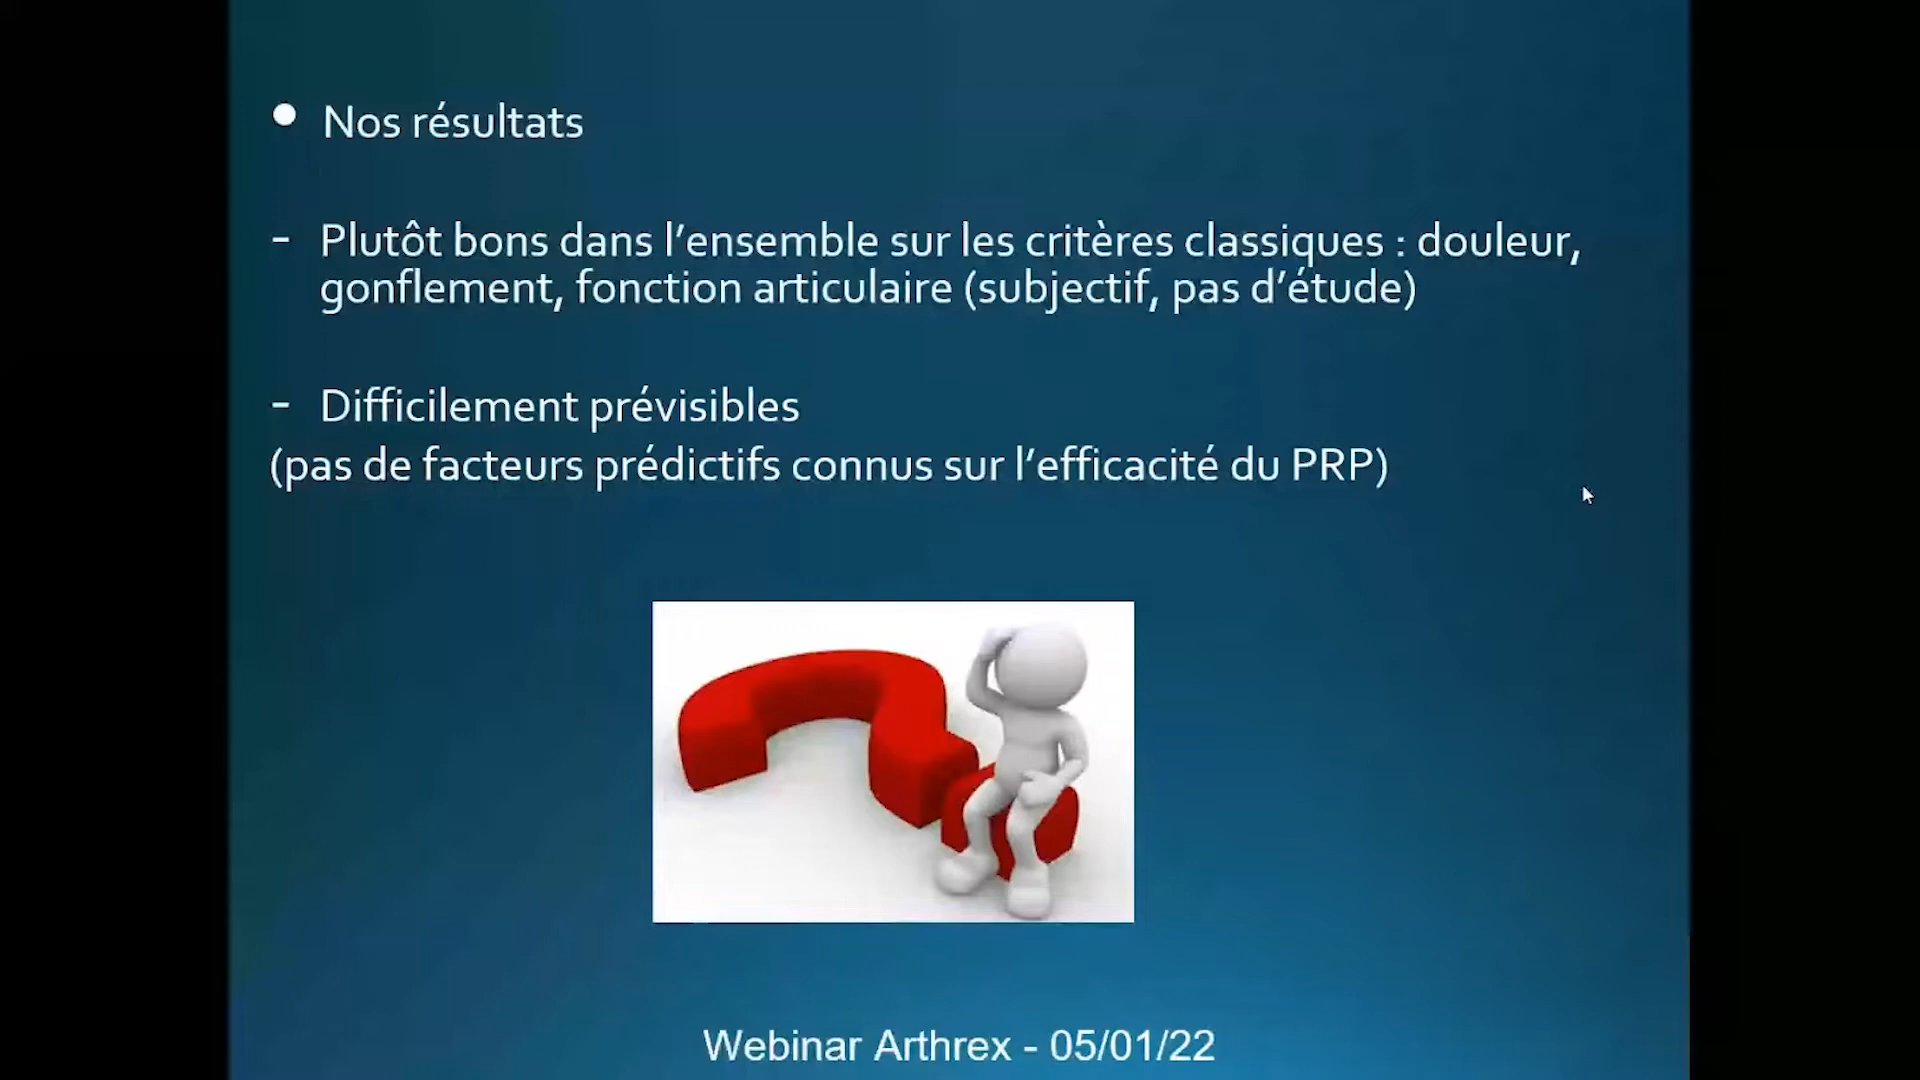 • Nos résultats
- Plutôt bons dans l’ensemble sur les critères classiques : douleur,
gonflement, fonction articulaire (subjectif, pas d’étude)
- Difficilement prévisibles
(pas de facteurs prédictifs connus sur l’efficacité du PRP)
Webinar Arthrex - 05/01/22